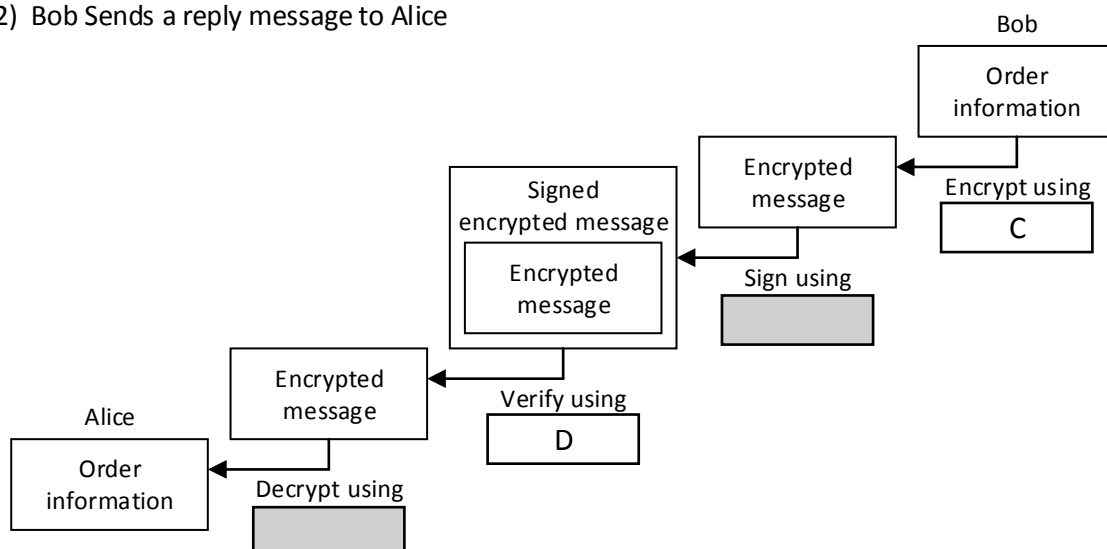 2) Bob Sends a reply message to Alice
Bob
Order
information
Encrypted
message
Encrypt using
C
Signed
encrypted message
Encrypted
message
Sign using
Encrypted
message
Verify using
D
Alice
Order
information
Decrypt using